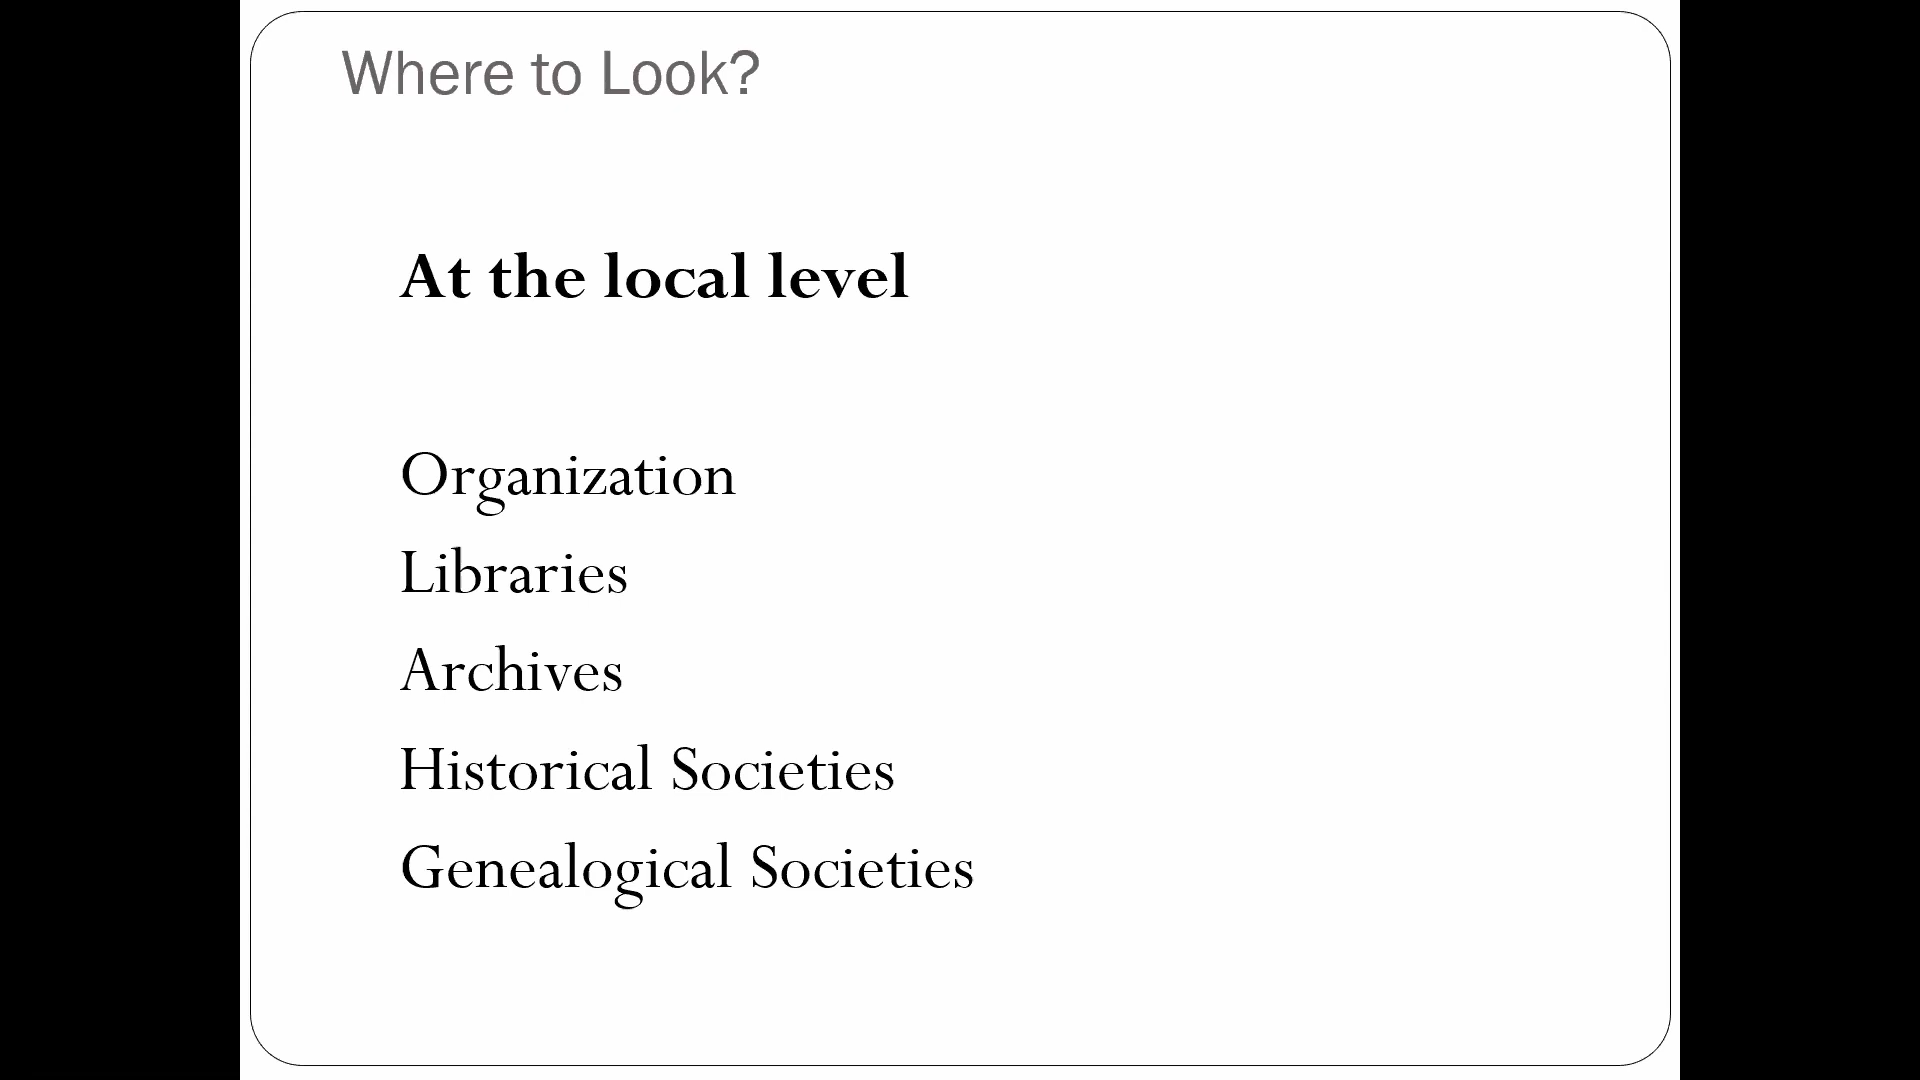 Where to Look?
At the local level
Organization
Libraries
Archives
Historical Societies
Genealogical Societies